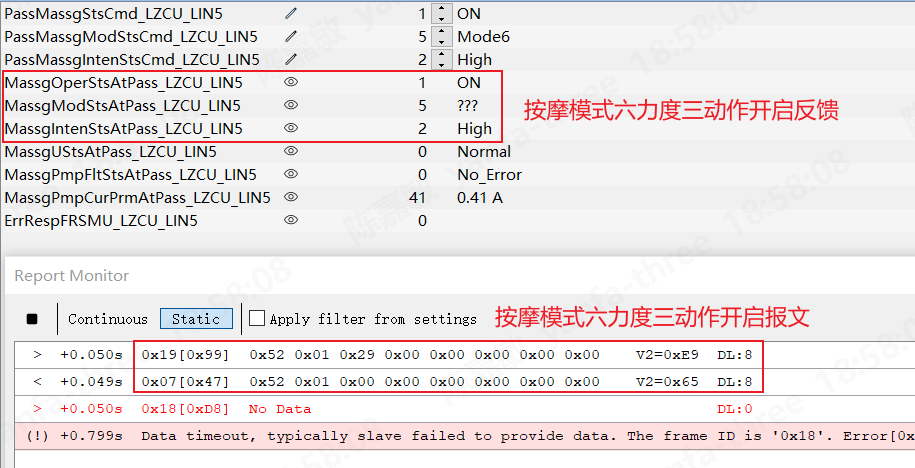 PassMassgStsCmd_LZCU_LIN5 1 ON
PassMassgModStsCmd_LZCU_LIN5 5 Mode6
PassMassgIntenStsCmd_LZCU_LIN5 2 High
MassgOperStsAtPass_LZCU_LIN5 1 ON
MassgModStsAtPass_LZCU_LIN5 5 ???
按摩模式六力度三动作开启反馈
MassgIntenStsAtPass_LZCU_LIN5 2 High
MassgUStsAtPass_LZCU_LIN5 0 Normal
MassgPmpFltStsAtPass_LZCU_LIN5 0 No_Error
MassgPmpCurPrmAtPass_LZCU_LIN5 41 0.41 A
ErrRespFRSMU_LZCU_LIN5 0
Report Monitor
Continuous Static Apply filter from settings 按摩模式六力度三动作开启报文
> +0.050s 0x19[0x99] 0x52 0x01 0x29 0x00 0x00 0x00 0x00 0x00 V2=0xE9 DL:8
< +0.049s 0x07[0x47] 0x52 0x01 0x00 0x00 0x00 0x00 0x00 0x00 V2=0x65 DL:8
> +0.050s 0x18[0xD8] No Data DL:0
(!) +0.799s Data timeout, typically slave failed to provide data. The frame ID is '0x18'. Error[0x